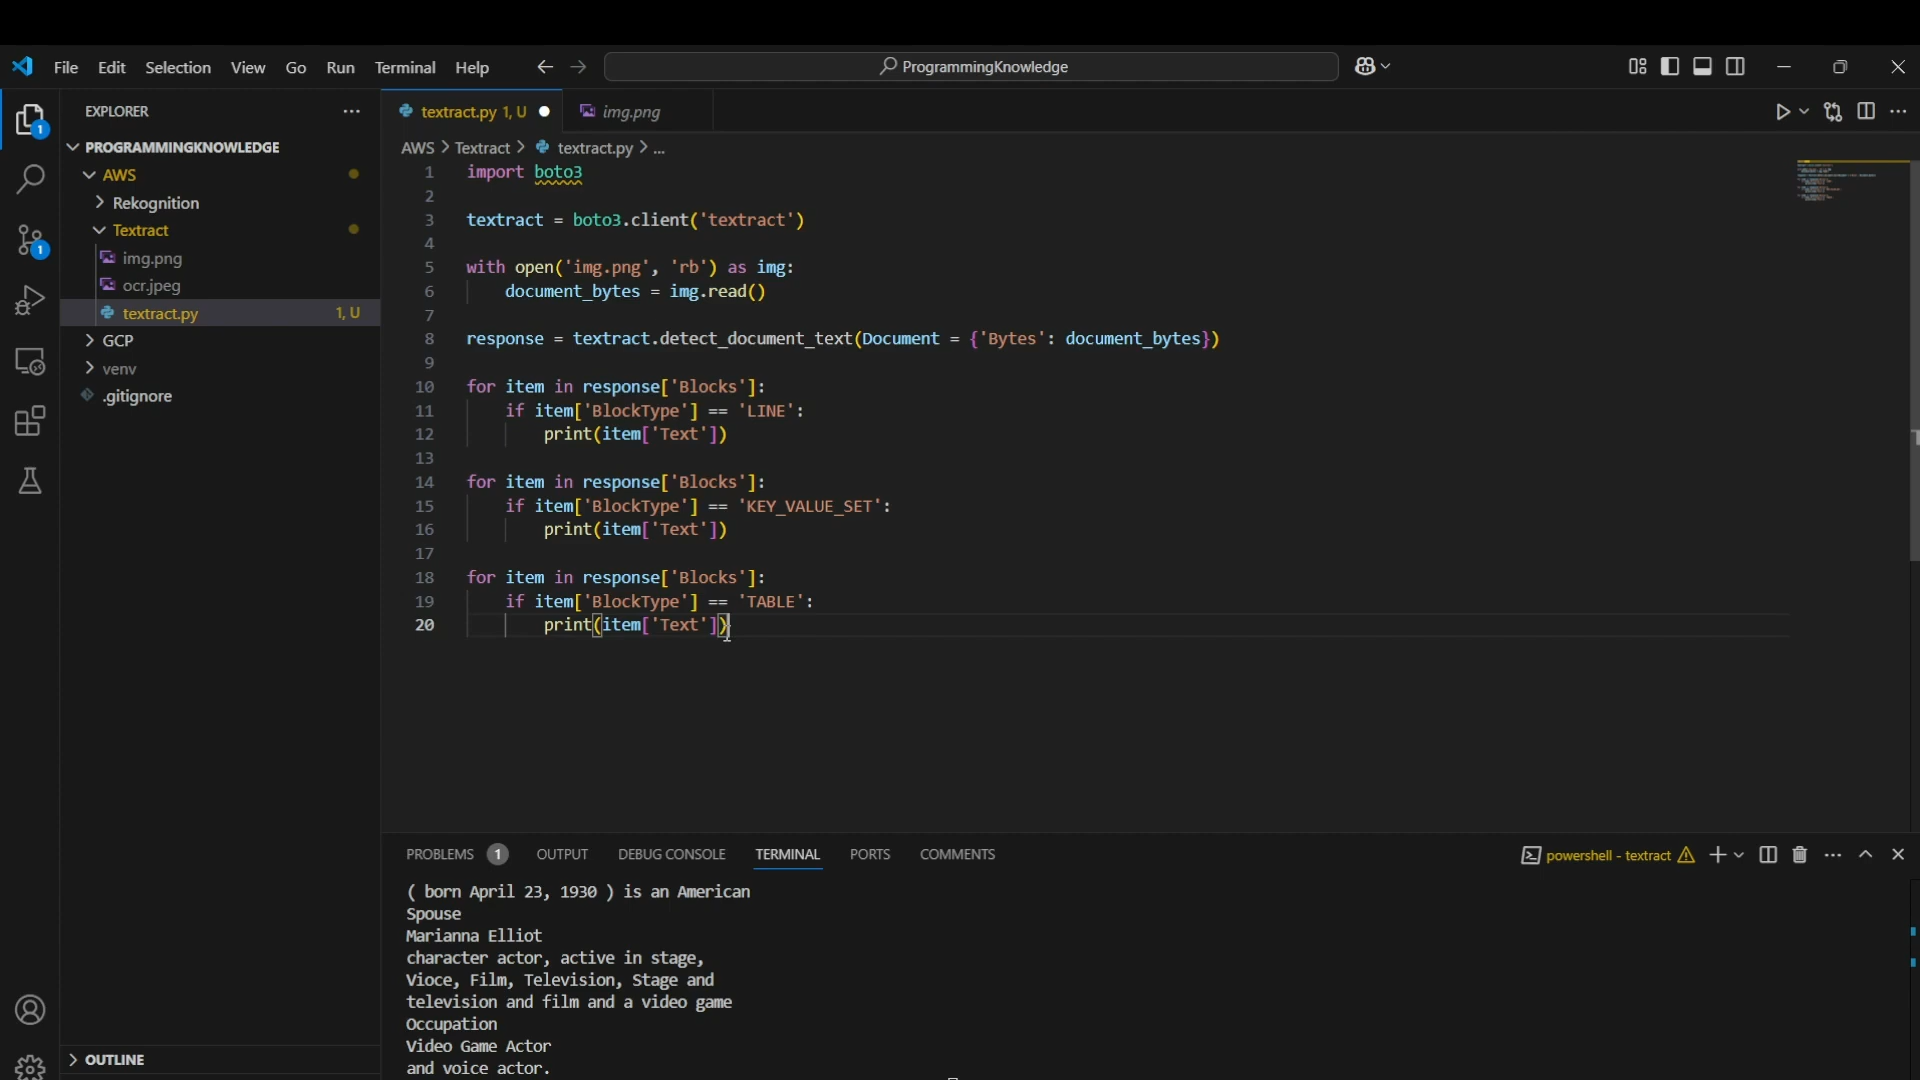 File Edit Selection View Go Run Terminal Help
ProgrammingKnowledge
EXPLORER
PROGRAMMINGKNOWLEDGE
AWS
Rekognition
Textract
img.png
ocr.jpeg
textract.py 1, U
GCP
venv
.gitignore
OUTLINE
1
1
textract.py 1, U
img.png
AWS > Textract > textract.py > ...
1 import boto3
2
3 textract = boto3.client('textract')
4
5 with open('img.png', 'rb') as img:
6 document_bytes = img.read()
7
8 response = textract.detect_document_text(Document = {'Bytes': document_bytes})
9
10 for item in response['Blocks']:
11 if item['BlockType'] == 'LINE':
12 print(item['Text'])
13
14 for item in response['Blocks']:
15 if item['BlockType'] == 'KEY_VALUE_SET':
16 print(item['Text'])
17
18 for item in response['Blocks']:
19 if item['BlockType'] == 'TABLE':
20 print(item['Text'])
PROBLEMS 1 OUTPUT DEBUG CONSOLE TERMINAL PORTS COMMENTS
powershell - textract
( born April 23, 1930 ) is an American
Spouse
Marianna Elliot
character actor, active in stage,
Vioce, Film, Television, Stage and
television and film and a video game
Occupation
Video Game Actor
and voice actor.